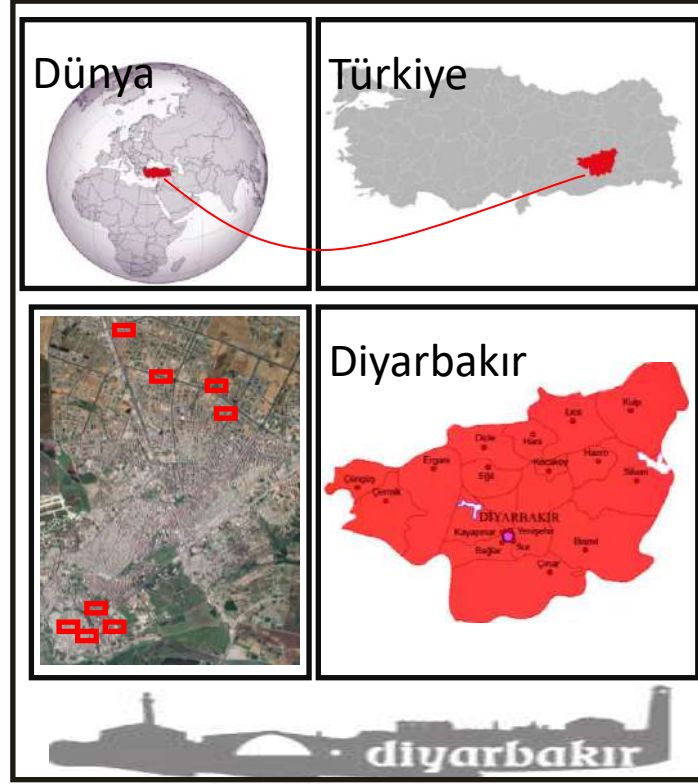 Dünya
Türkiye
Diyarbakır
Kulp
Lice
Dicle
Hani
Ergani
Kocaköy
Hazro
Eğil
Silvan
Çüngüş
Çermik
DİYARBAKIR
Kayapınar
Yenişehir
Bağlar
Sur
Bismil
Çınar
diyarbakır